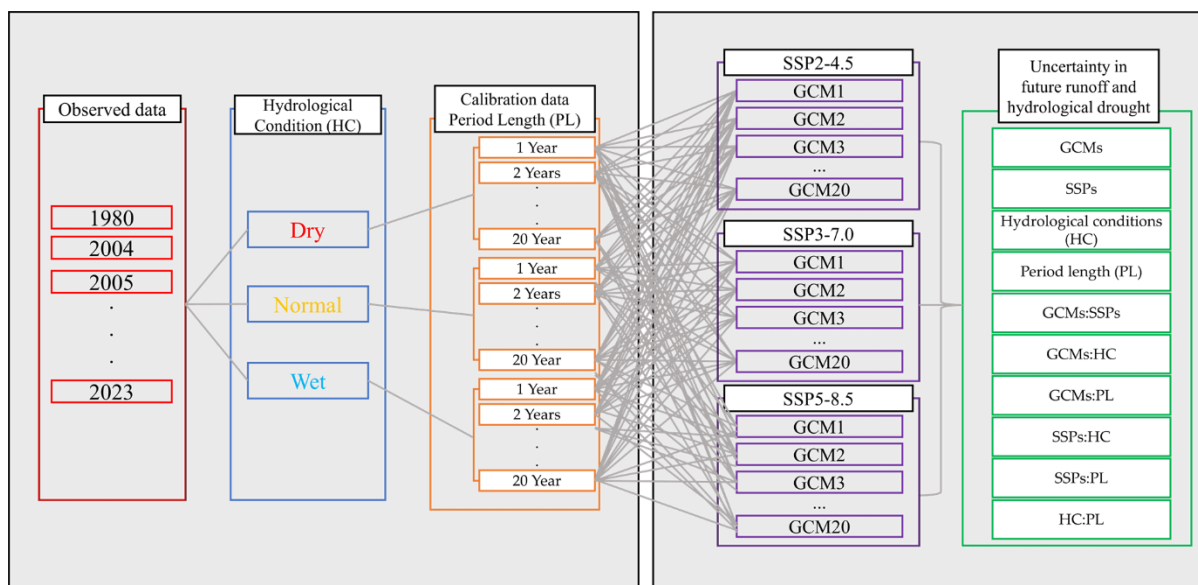 Observed data
1980
2004
2005
.
.
.
2023
Hydrological
Condition (HC)
Dry
Normal
Wet
Calibration data
Period Length (PL)
1 Year
2 Years
.
.
.
20 Year
1 Year
2 Years
.
.
.
20 Year
1 Year
2 Years
.
.
.
20 Year
SSP2-4.5
GCM1
GCM2
GCM3
...
GCM20
SSP3-7.0
GCM1
GCM2
GCM3
...
GCM20
SSP5-8.5
GCM1
GCM2
GCM3
...
GCM20
Uncertainty in
future runoff and
hydrological drought
GCMs
SSPs
Hydrological conditions
(HC)
Period length (PL)
GCMs:SSPs
GCMs:HC
GCMs:PL
SSPs:HC
SSPs:PL
HC:PL